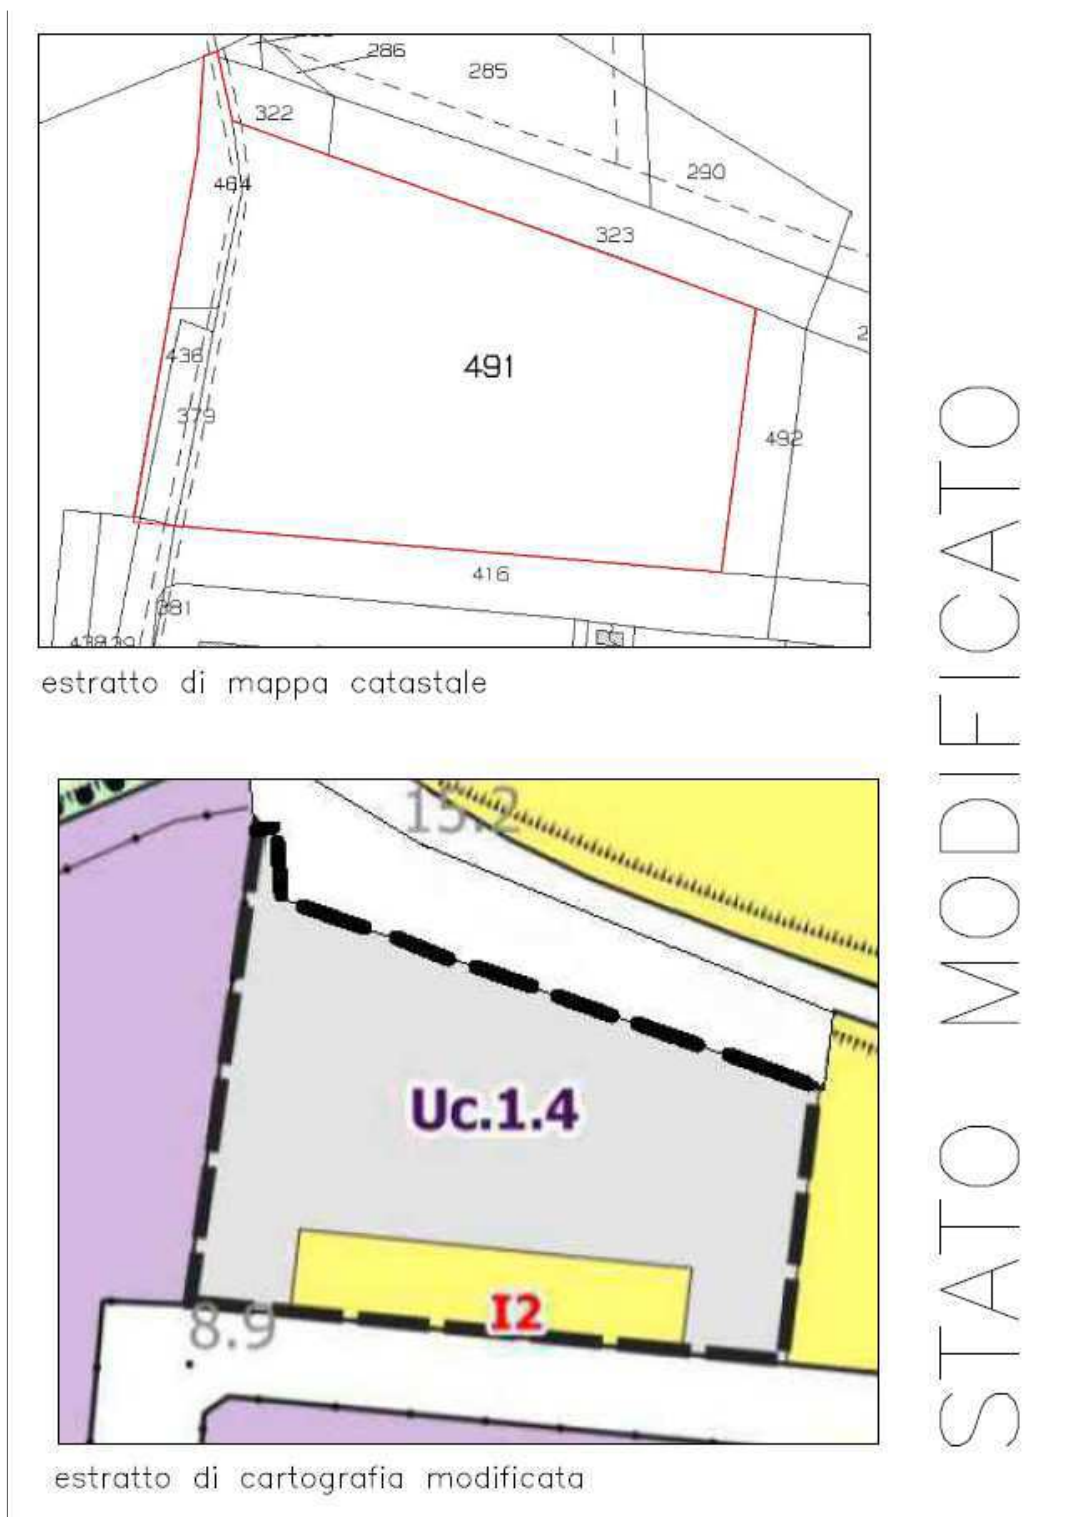 286
285
322
290
464
323
436
491
379
492
416
381
estratto di mappa catastale
15.2
Uc.1.4
I2
8.9
estratto di cartografia modificata
STATO MODIFICATO